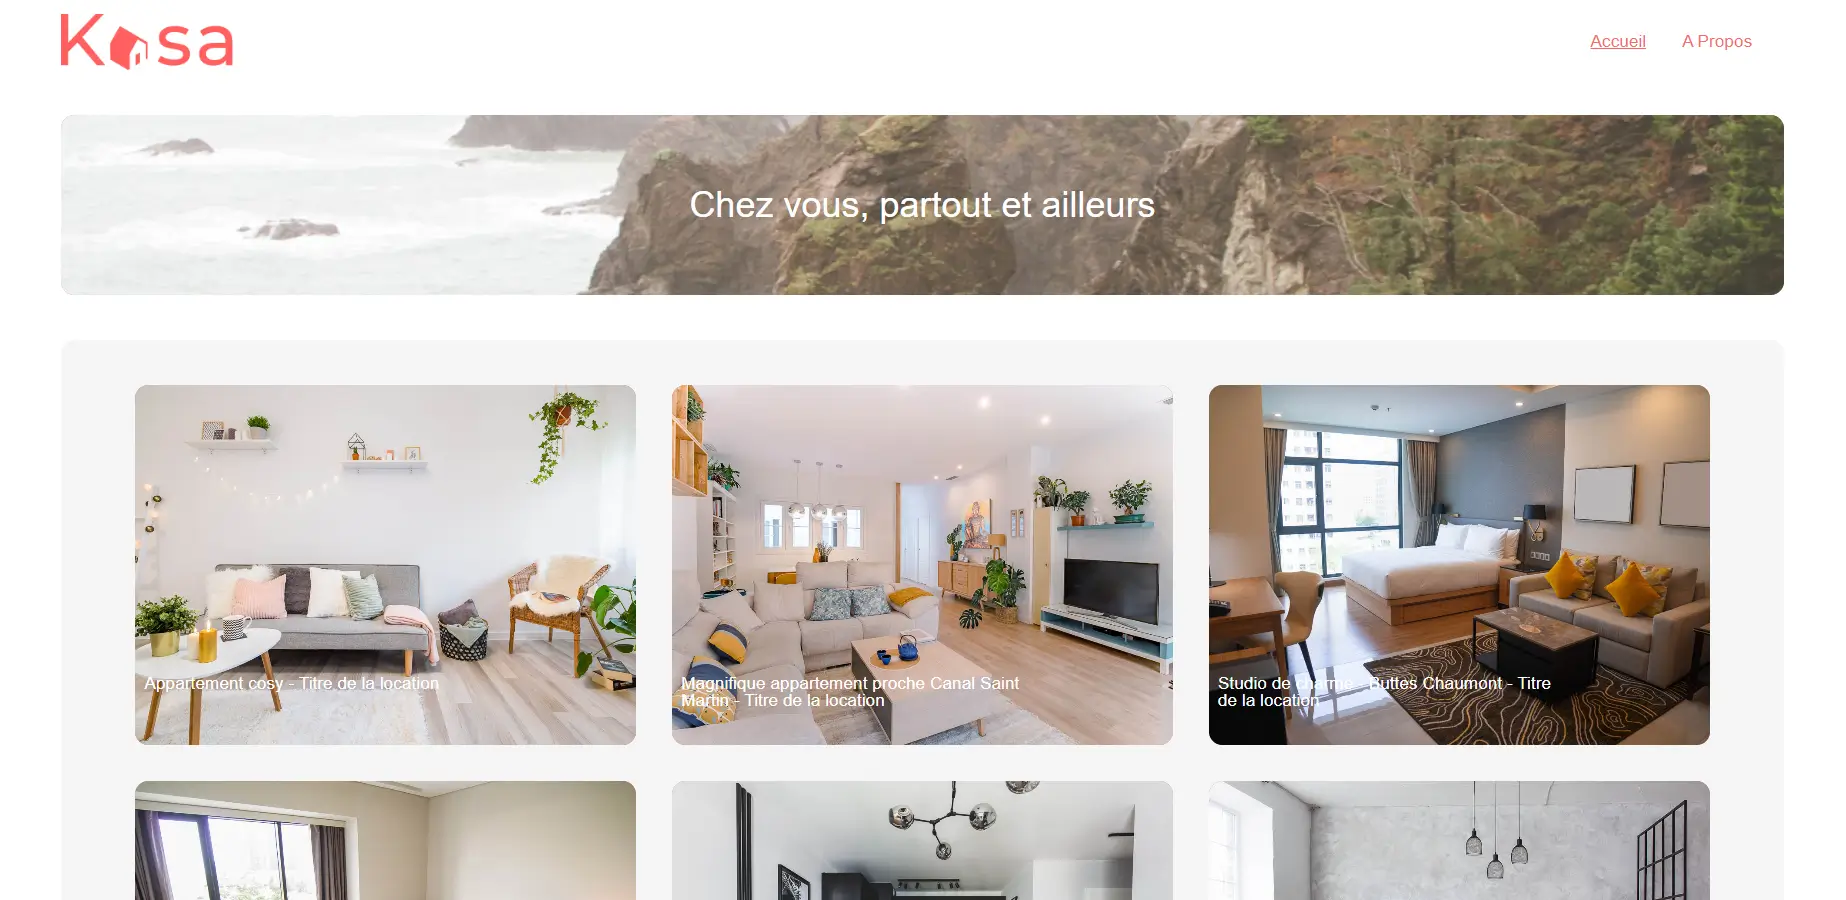 Kasa
Accueil
A Propos
Chez vous, partout et ailleurs
Appartement cosy - Titre de la location
Magnifique appartement proche Canal Saint
Martin - Titre de la location
Studio de charme - Buttes Chaumont - Titre
de la location